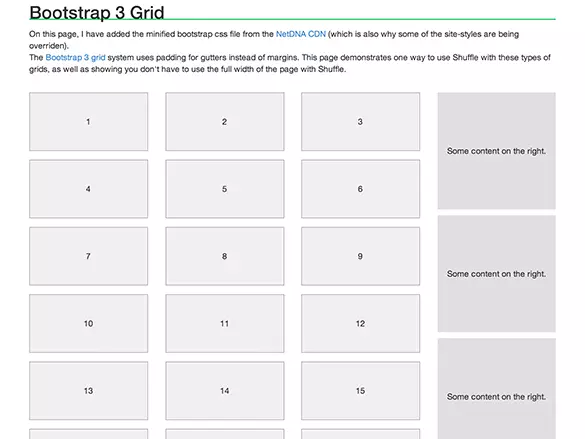 Bootstrap 3 Grid
On this page, I have added the minified bootstrap css file from the NetDNA CDN (which is also why some of the site-styles are being
overriden).
The Bootstrap 3 grid system uses padding for gutters instead of margins. This page demonstrates one way to use Shuffle with these types of
grids, as well as showing you don't have to use the full width of the page with Shuffle.
1 2 3
Some content on the right.
4 5 6
7 8 9
Some content on the right.
10 11 12
13 14 15
Some content on the right.